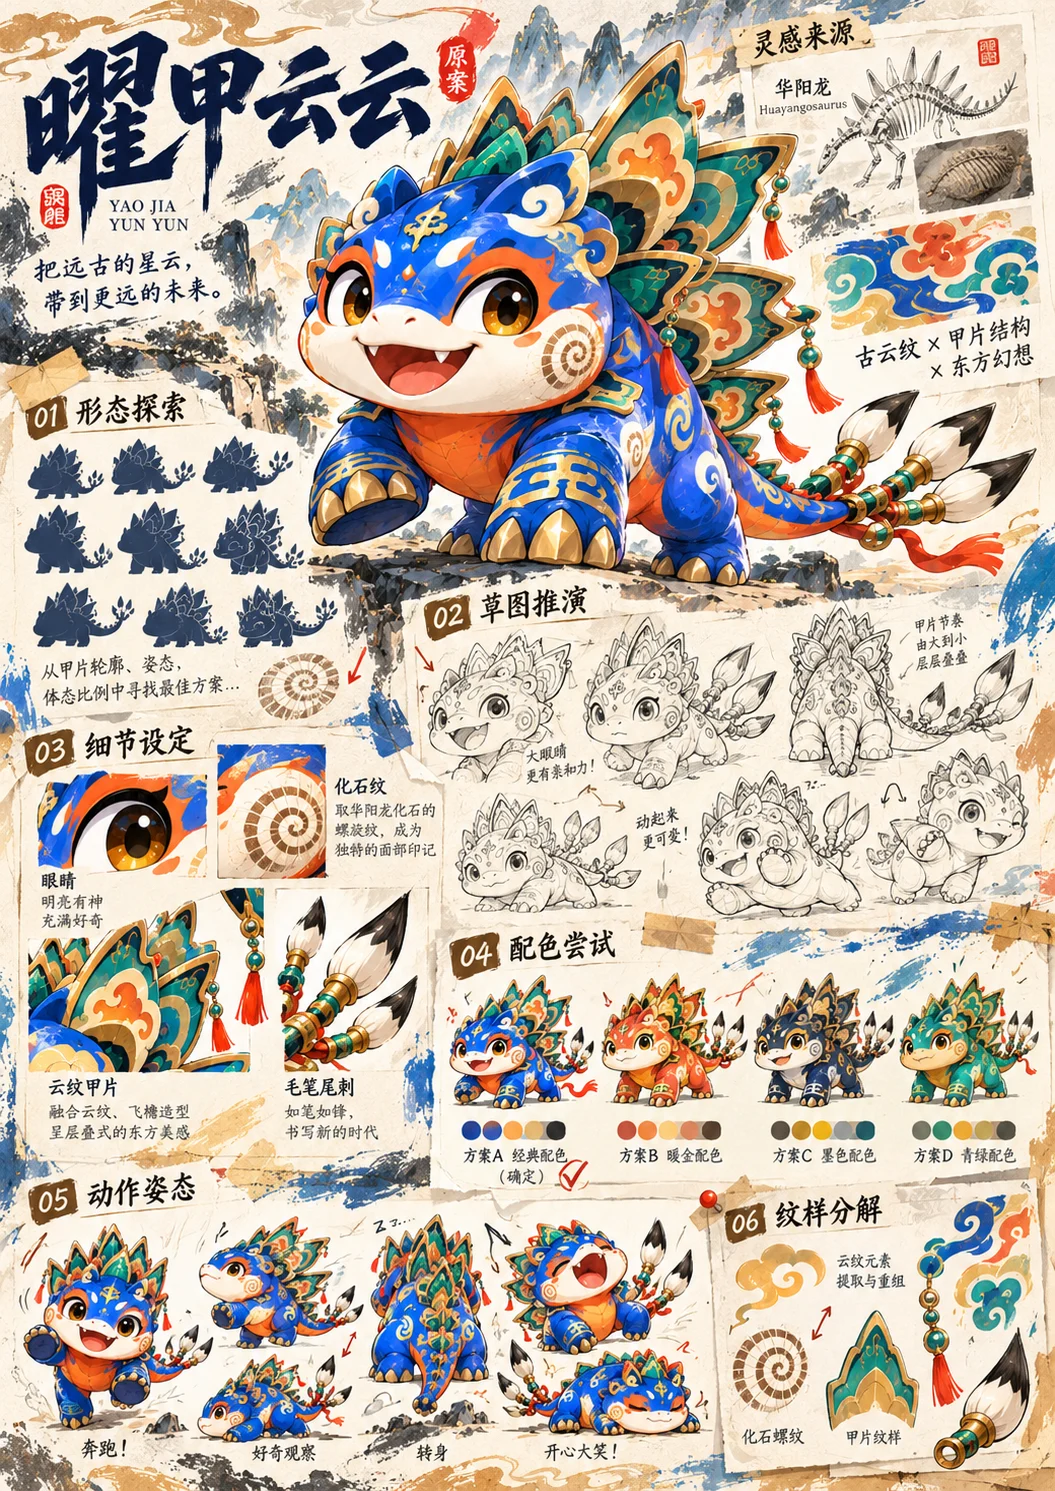 曜甲云云
原案
YAO JIA
YUN YUN
把远古的星云，
带到更远的未来。
灵感来源
华阳龙
Huayangosaurus
古云纹 × 甲片结构
× 东方幻想
01 形态探索
从甲片轮廓、姿态，
体态比例中寻找最佳方案…
02 草图推演
甲片节奏
由大到小
层层叠叠
大眼睛
更有亲和力！
动起来
更可爱！
03 细节设定
眼睛
明亮有神
充满好奇
化石纹
取华阳龙化石的
螺旋纹，成为
独特的面部印记
云纹甲片
融合云纹、飞檐造型
呈层叠式的东方美感
毛笔尾刺
如笔如锋，
书写新的时代
04 配色尝试
方案A 经典配色
（确定）
方案B 暖金配色
方案C 墨色配色
方案D 青绿配色
05 动作姿态
zz....
奔跑！
好奇观察
转身
开心大笑！
06 纹样分解
云纹元素
提取与重组
化石螺纹
甲片纹样